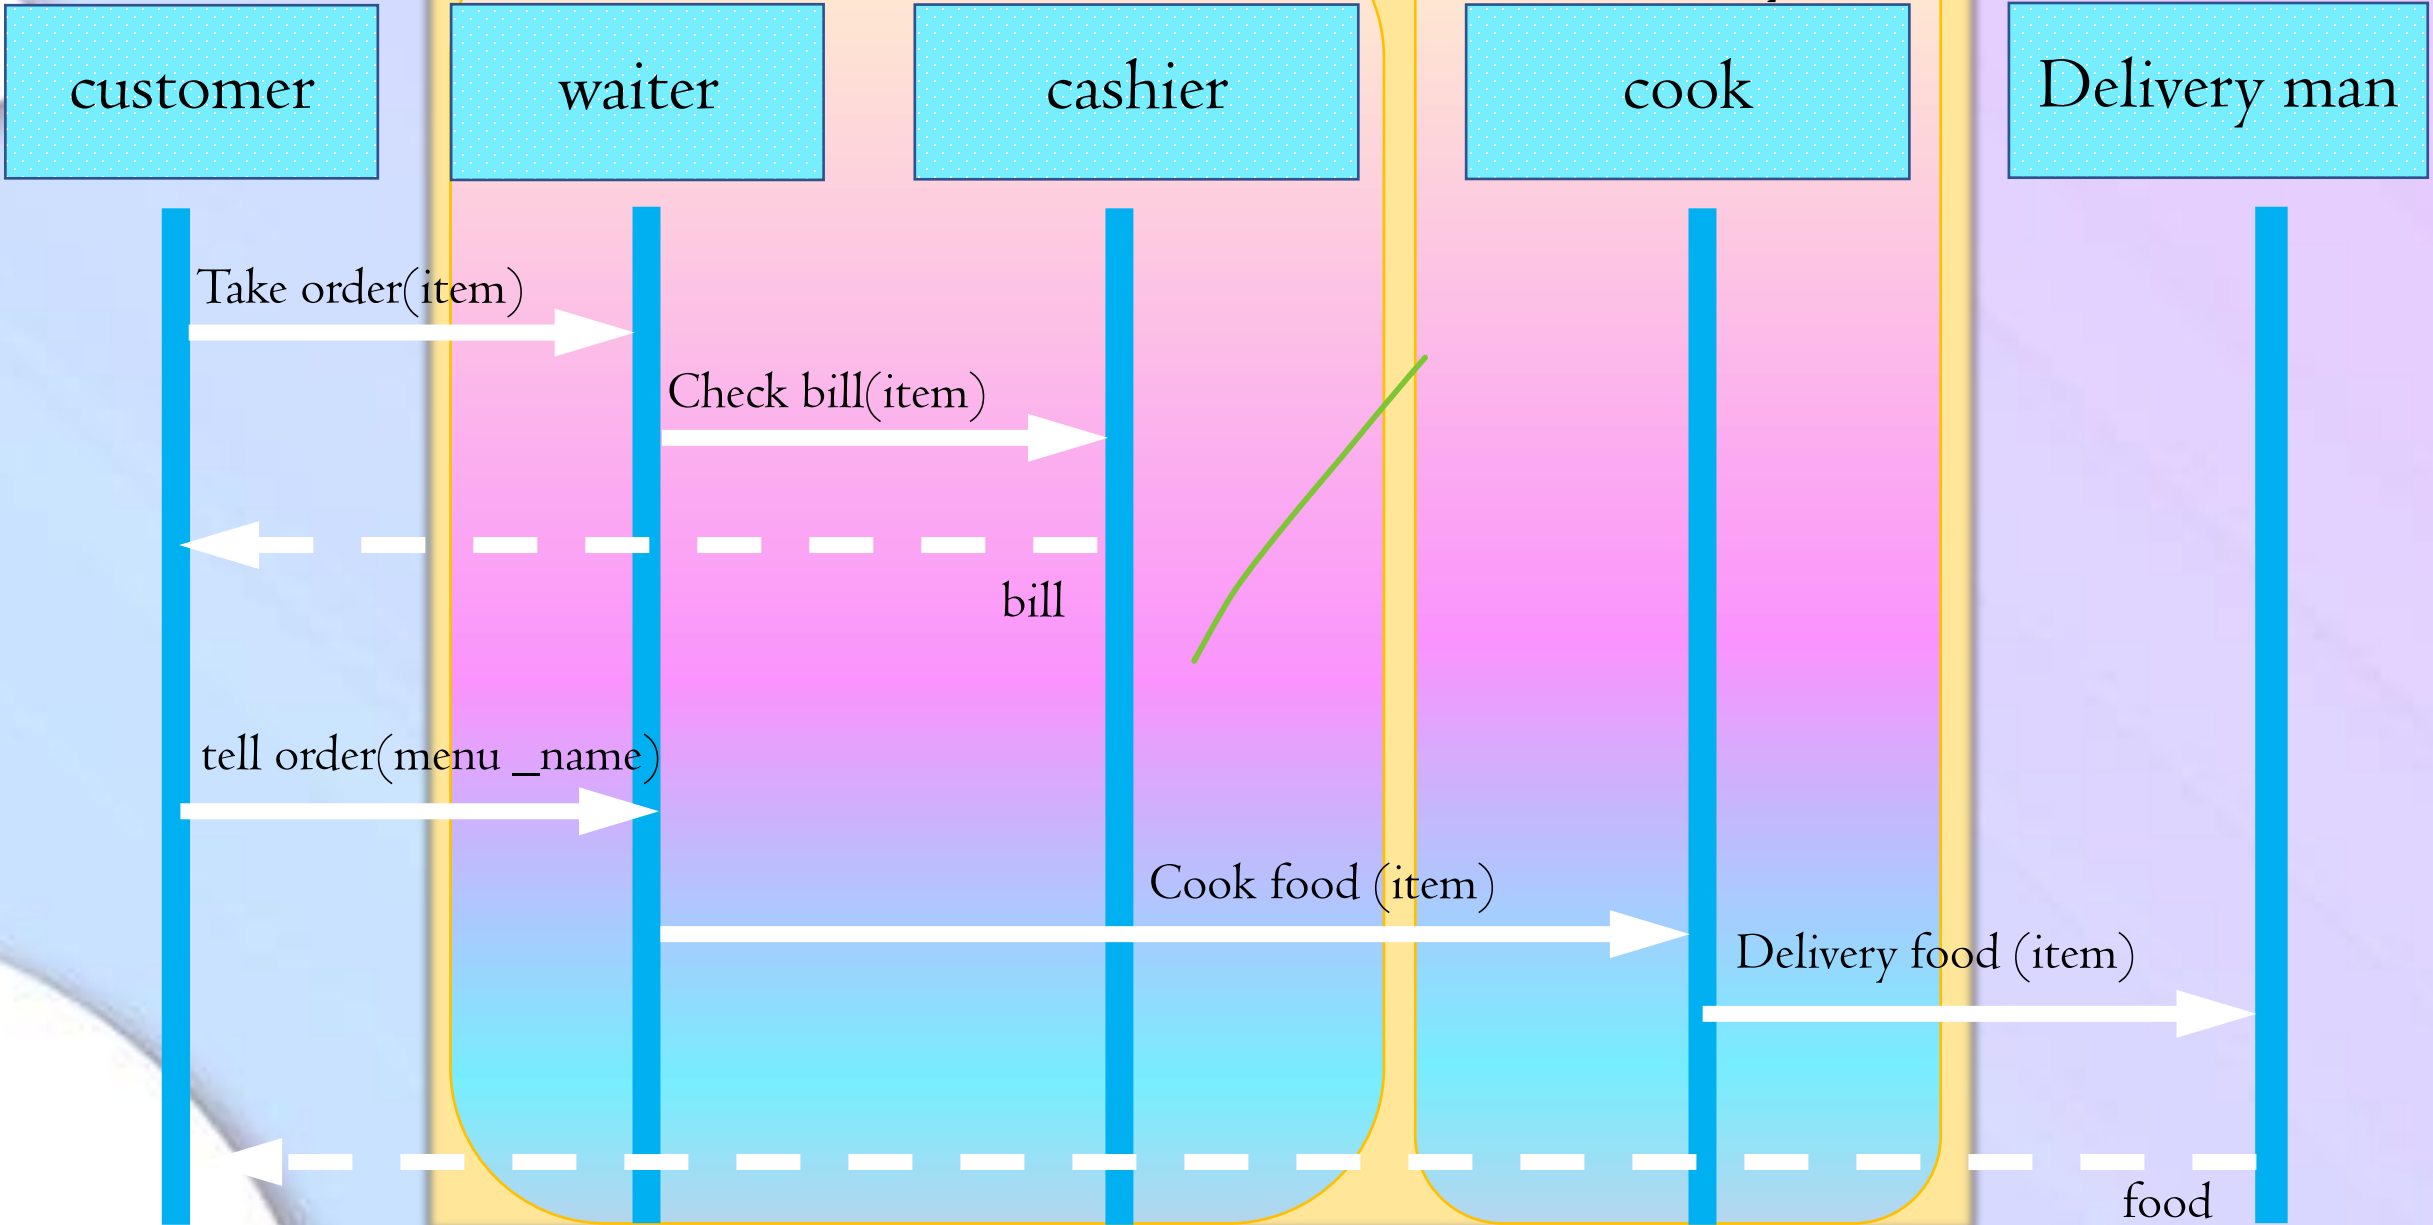 customer
waiter
cashier
cook
Delivery man
Take order(item)
Check bill(item)
bill
tell order(menu _name)
Cook food (item)
Delivery food (item)
food